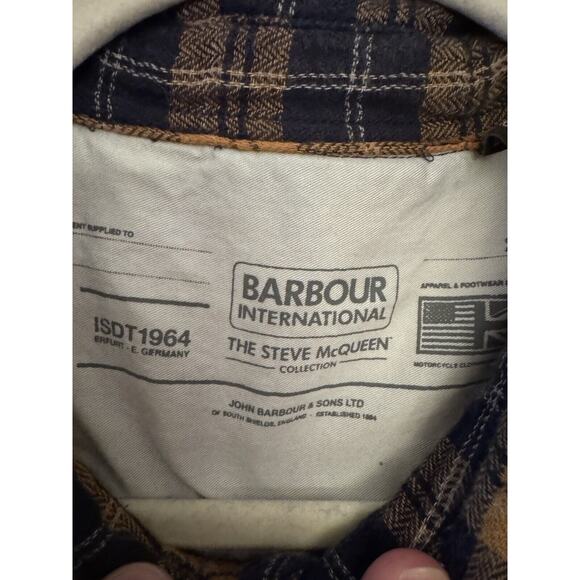 ENT SUPPLIED TO
BARBOUR
INTERNATIONAL
THE STEVE McQUEEN
COLLECTION
ISDT1964
ERFURT - E. GERMANY
APPAREL & FOOTWEAR
MOTORCYCLE CLO
JOHN BARBOUR & SONS LTD
OF SOUTH SHIELDS, ENGLAND - ESTABLISHED 1894